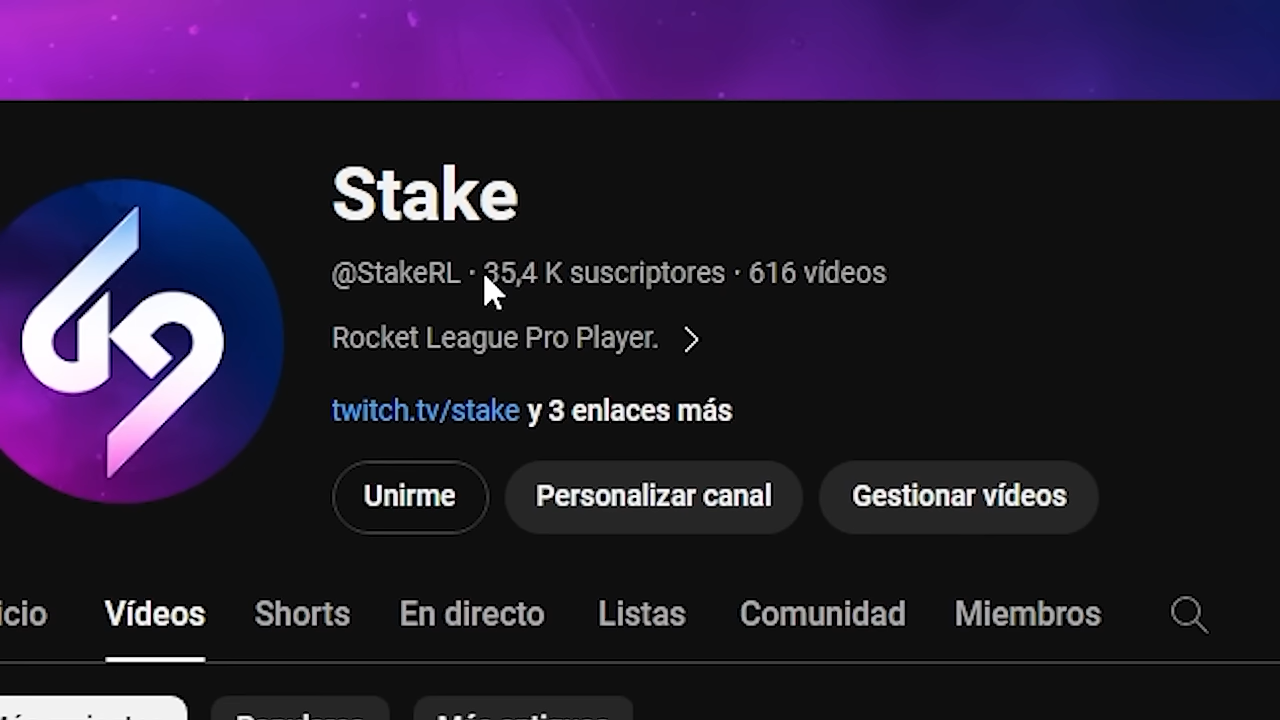 Stake
@StakeRL · 35,4 K suscriptores · 616 vídeos
Rocket League Pro Player.
twitch.tv/stake y 3 enlaces más
Unirme Personalizar canal Gestionar vídeos
icio Vídeos Shorts En directo Listas Comunidad Miembros